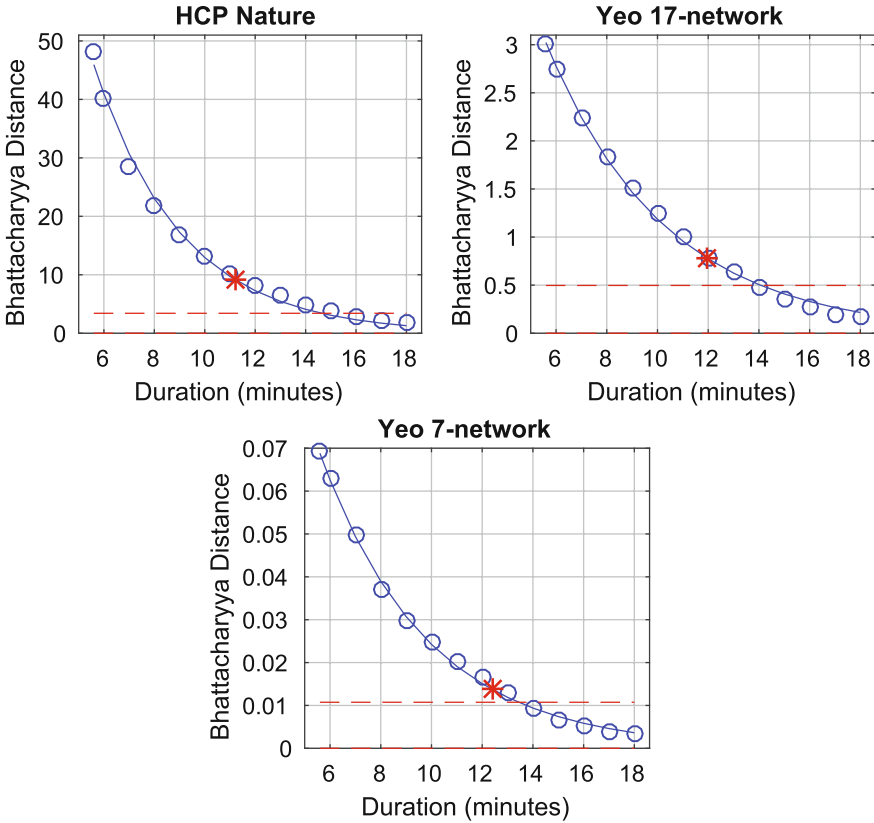 HCP Nature
50
40
30
20
10
0
Bhattacharyya Distance
6 8 10 12 14 16 18
Duration (minutes)
Yeo 17-network
3
2.5
2
1.5
1
0.5
0
Bhattacharyya Distance
6 8 10 12 14 16 18
Duration (minutes)
Yeo 7-network
0.07
0.06
0.05
0.04
0.03
0.02
0.01
0
Bhattacharyya Distance
6 8 10 12 14 16 18
Duration (minutes)